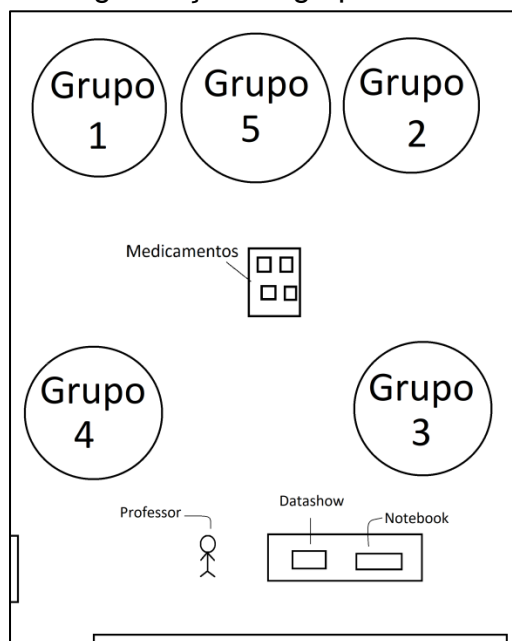 Grupo
1
Grupo
5
Grupo
2
Medicamentos
Grupo
4
Grupo
3
Professor
Datashow
Notebook